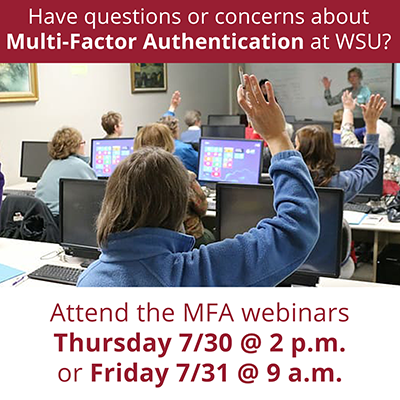 Have questions or concerns about
Multi-Factor Authentication at WSU?
Attend the MFA webinars
Thursday 7/30 @ 2 p.m.
or Friday 7/31 @ 9 a.m.